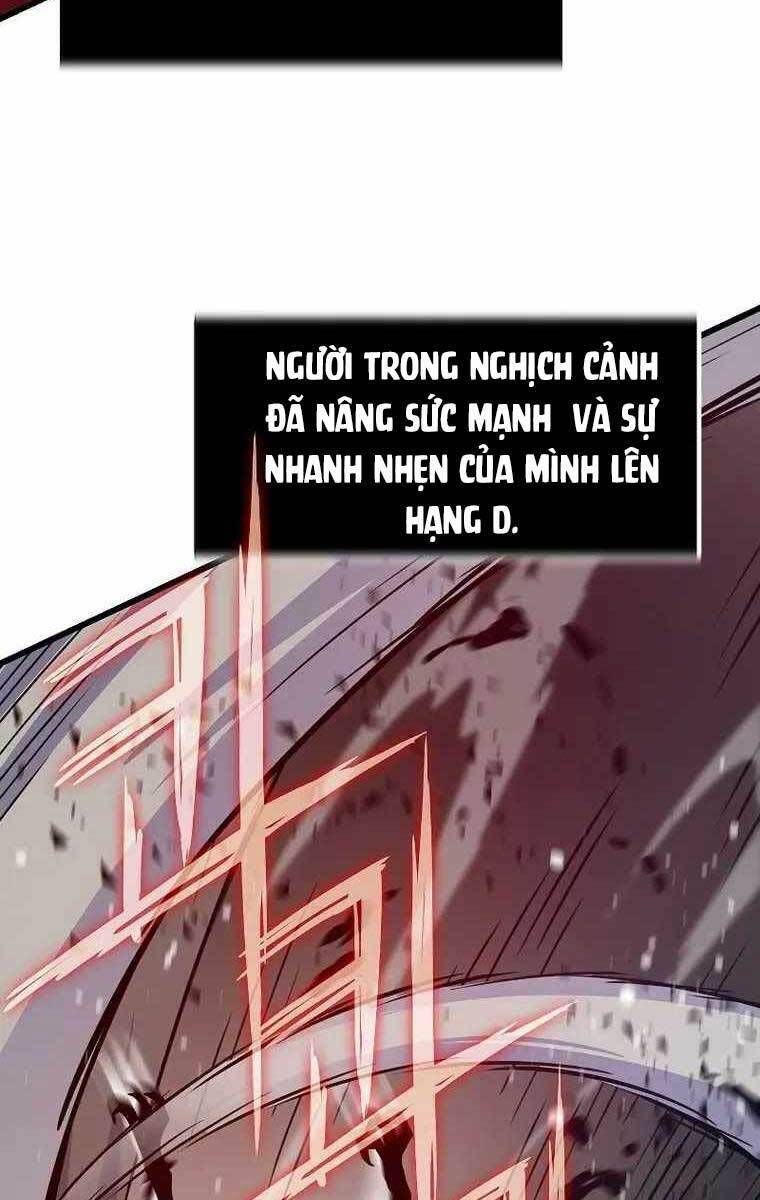 NGƯỜI TRONG NGHỊCH CẢNH
ĐÃ NÂNG SỨC MẠNH VÀ SỰ
NHANH NHẸN CỦA MÌNH LÊN
HẠNG D.